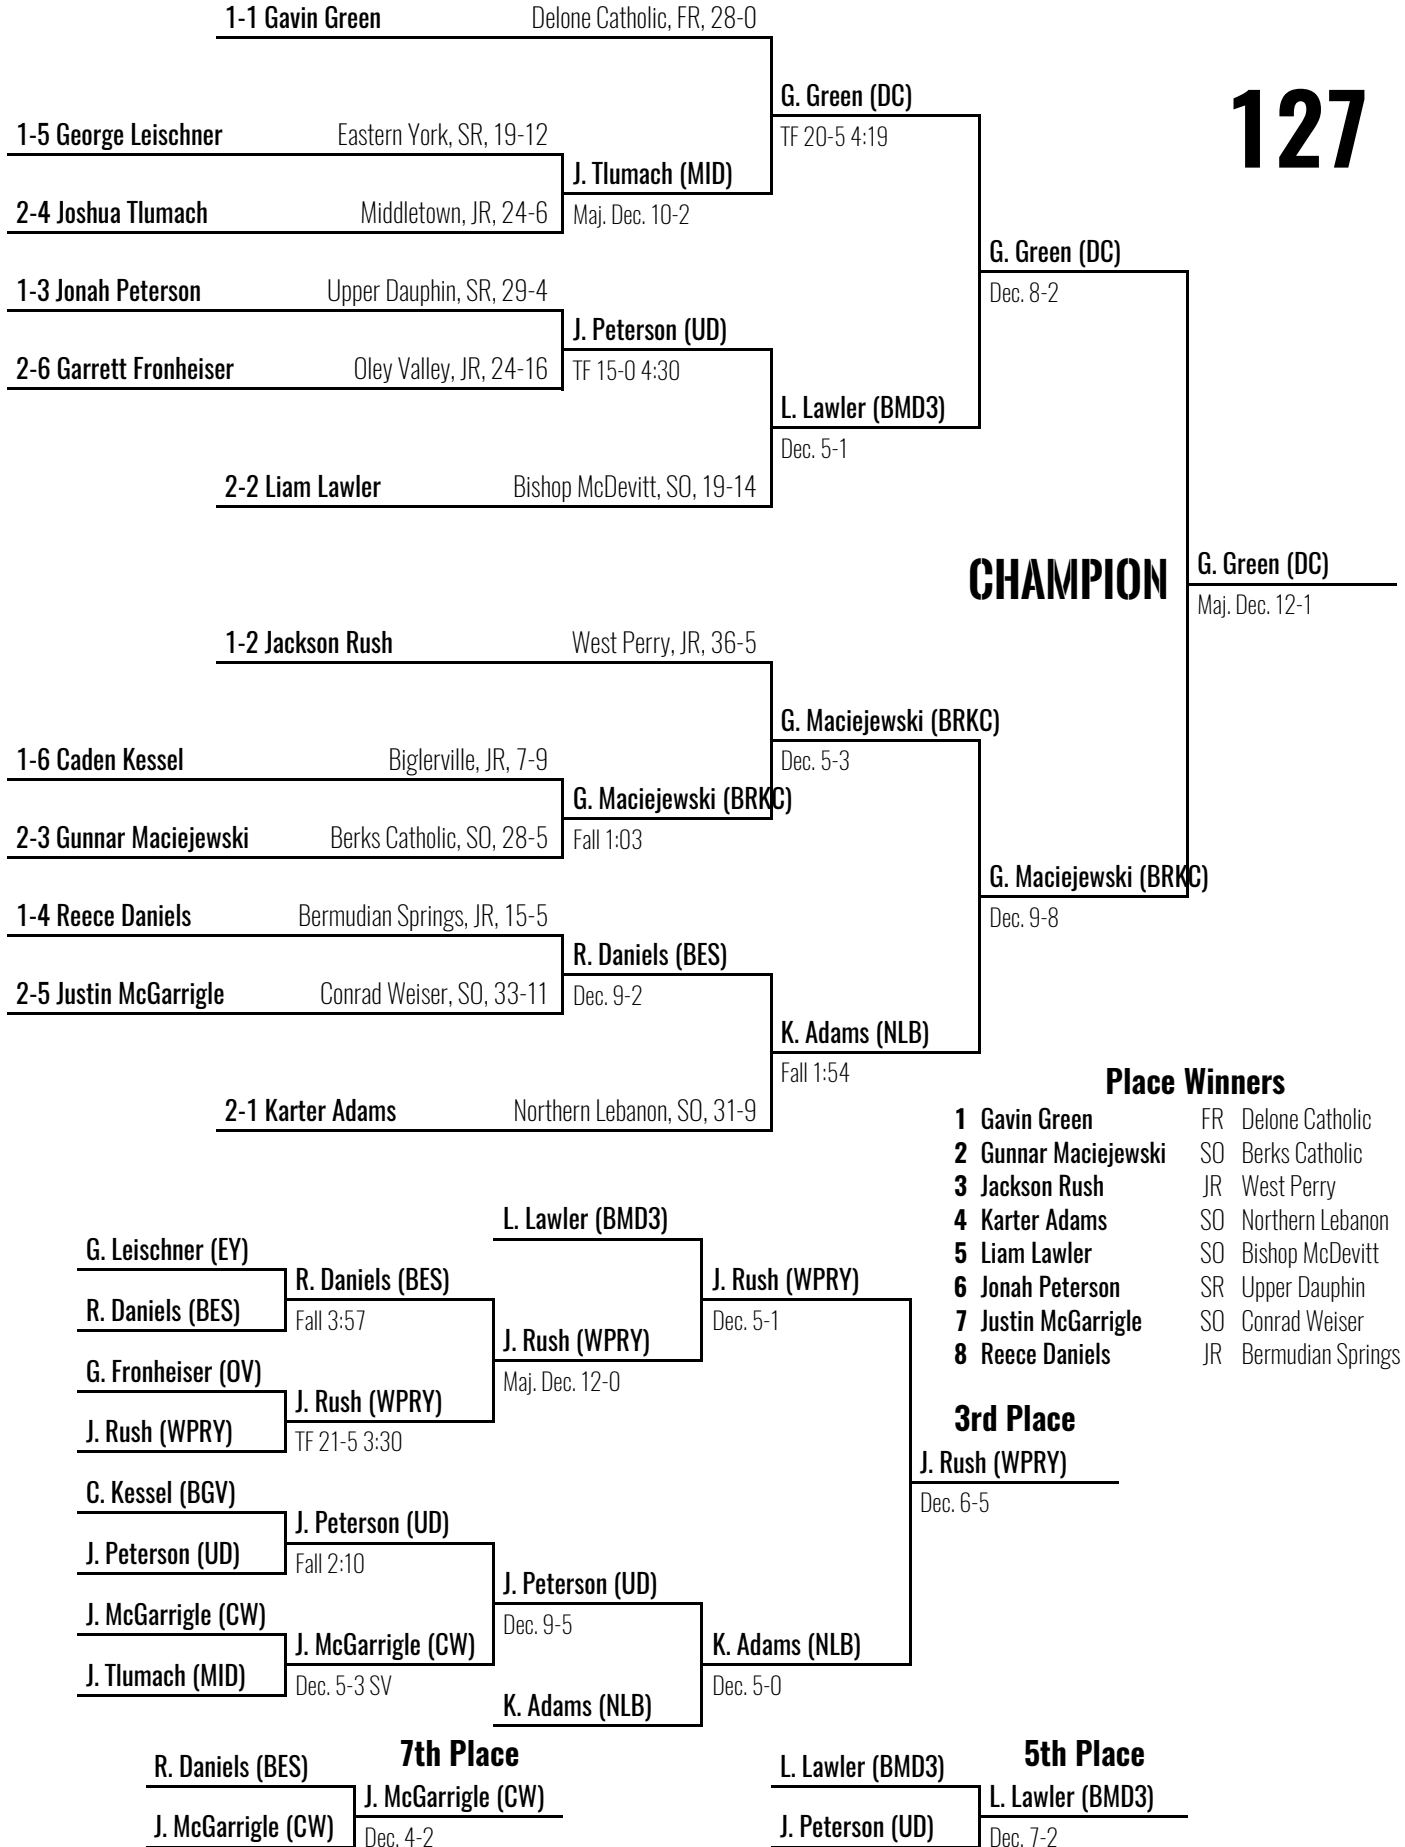 1-1 Gavin Green Delone Catholic, FR, 28-0
G. Green (DC)
TF 20-5 4:19
127
1-5 George Leischner Eastern York, SR, 19-12
J. Tlumach (MID)
Maj. Dec. 10-2
2-4 Joshua Tlumach Middletown, JR, 24-6
G. Green (DC)
Dec. 8-2
1-3 Jonah Peterson Upper Dauphin, SR, 29-4
J. Peterson (UD)
TF 15-0 4:30
2-6 Garrett Fronheiser Oley Valley, JR, 24-16
L. Lawler (BMD3)
Dec. 5-1
2-2 Liam Lawler Bishop McDevitt, SO, 19-14
CHAMPION
G. Green (DC)
Maj. Dec. 12-1
1-2 Jackson Rush West Perry, JR, 36-5
G. Maciejewski (BRKC)
Dec. 5-3
1-6 Caden Kessel Biglerville, JR, 7-9
G. Maciejewski (BRKC)
Fall 1:03
2-3 Gunnar Maciejewski Berks Catholic, SO, 28-5
G. Maciejewski (BRKC)
Dec. 9-8
1-4 Reece Daniels Bermudian Springs, JR, 15-5
R. Daniels (BES)
Dec. 9-2
2-5 Justin McGarrigle Conrad Weiser, SO, 33-11
K. Adams (NLB)
Fall 1:54
2-1 Karter Adams Northern Lebanon, SO, 31-9
Place Winners
1 Gavin Green FR Delone Catholic
2 Gunnar Maciejewski SO Berks Catholic
3 Jackson Rush JR West Perry
4 Karter Adams SO Northern Lebanon
5 Liam Lawler SO Bishop McDevitt
6 Jonah Peterson SR Upper Dauphin
7 Justin McGarrigle SO Conrad Weiser
8 Reece Daniels JR Bermudian Springs
L. Lawler (BMD3)
G. Leischner (EY)
R. Daniels (BES)
Fall 3:57
R. Daniels (BES)
J. Rush (WPRY)
Dec. 5-1
J. Rush (WPRY)
Maj. Dec. 12-0
G. Fronheiser (OV)
J. Rush (WPRY)
TF 21-5 3:30
J. Rush (WPRY)
3rd Place
J. Rush (WPRY)
Dec. 6-5
C. Kessel (BGV)
J. Peterson (UD)
Fall 2:10
J. Peterson (UD)
J. Peterson (UD)
Dec. 9-5
J. McGarrigle (CW)
J. McGarrigle (CW)
Dec. 5-3 SV
J. Tlumach (MID)
K. Adams (NLB)
Dec. 5-0
K. Adams (NLB)
7th Place
R. Daniels (BES)
J. McGarrigle (CW)
J. McGarrigle (CW)
Dec. 4-2
5th Place
L. Lawler (BMD3)
L. Lawler (BMD3)
J. Peterson (UD)
Dec. 7-2